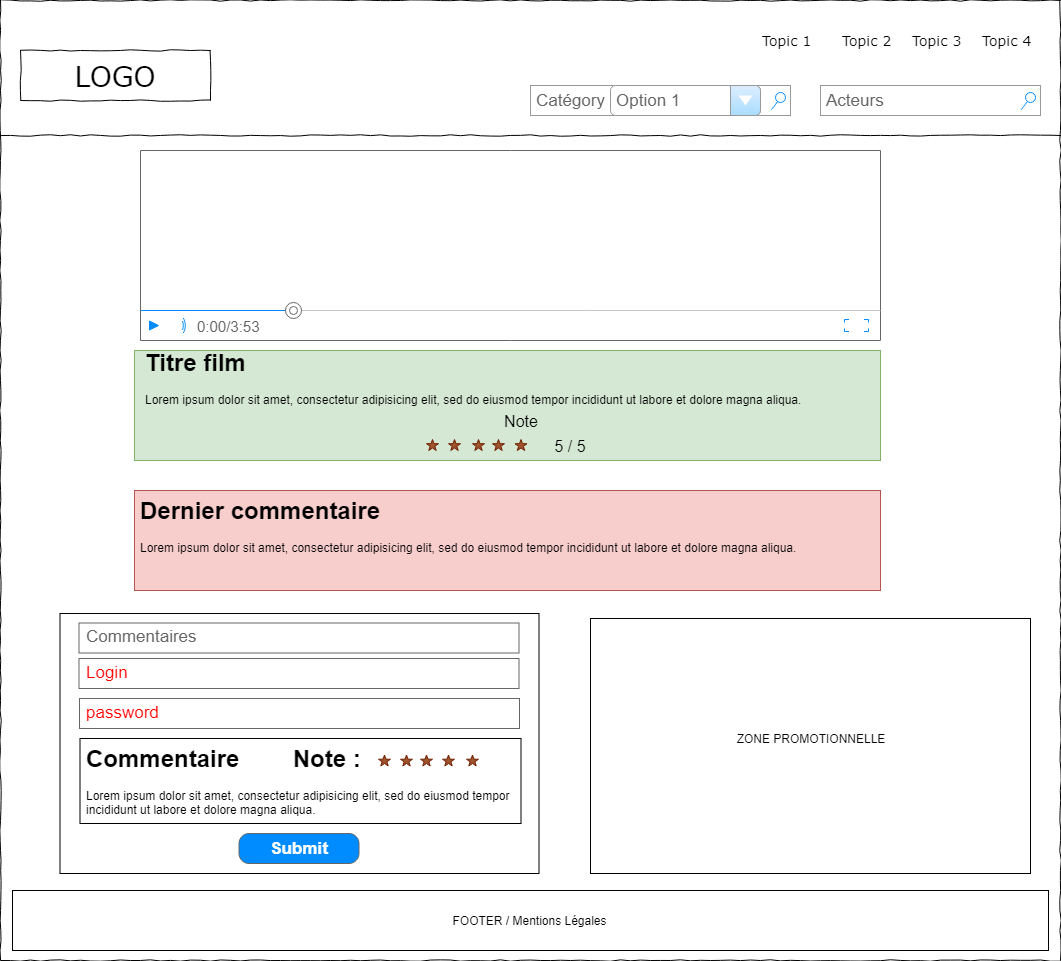 Topic 1 Topic 2 Topic 3 Topic 4
LOGO
Catégory Option 1 Acteurs
0:00/3:53
Titre film
Lorem ipsum dolor sit amet, consectetur adipisicing elit, sed do eiusmod tempor incididunt ut labore et dolore magna aliqua.
Note
5 / 5
Dernier commentaire
Lorem ipsum dolor sit amet, consectetur adipisicing elit, sed do eiusmod tempor incididunt ut labore et dolore magna aliqua.
Commentaires
Login
password
Commentaire Note :
Lorem ipsum dolor sit amet, consectetur adipisicing elit, sed do eiusmod tempor
incididunt ut labore et dolore magna aliqua.
Submit
ZONE PROMOTIONNELLE
FOOTER / Mentions Légales